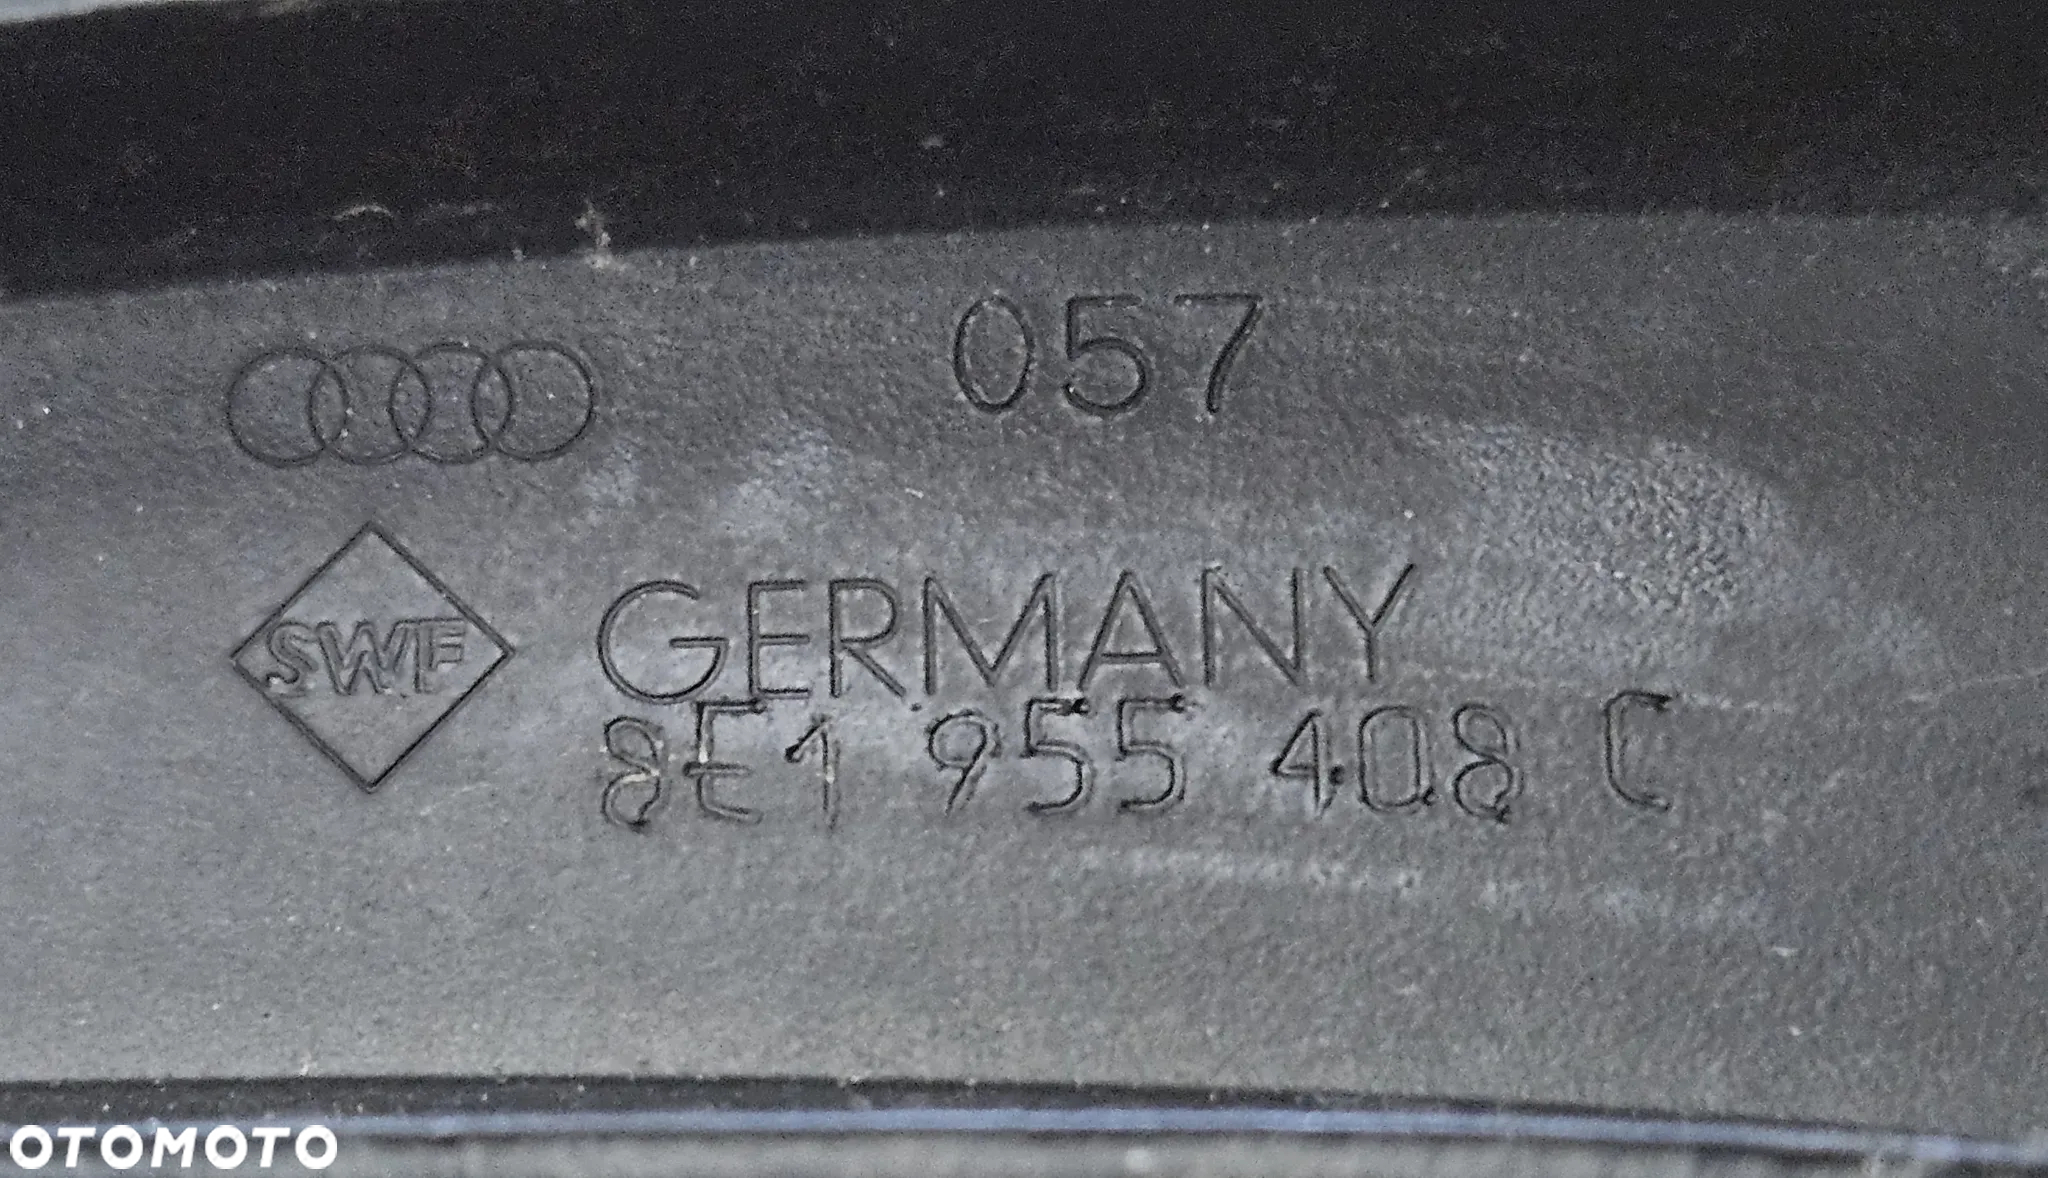 057
SWF
GERMANY
8E1 955 408 C
OTOMOTO